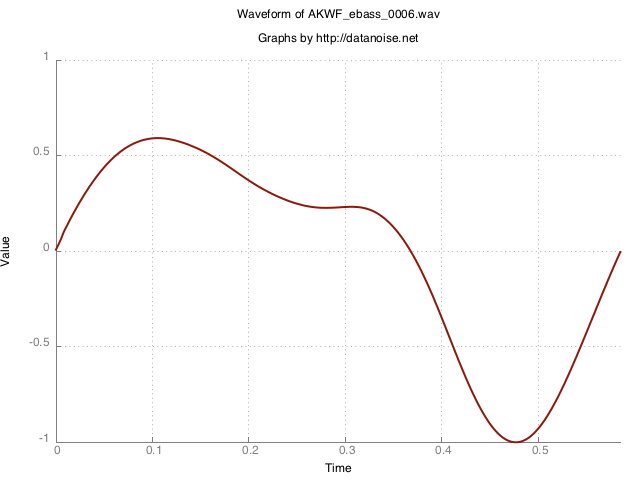 Waveform of AKWF_ebass_0006.wav
Graphs by http://datanoise.net
1
0.5
0
-0.5
-1
Value
0 0.1 0.2 0.3 0.4 0.5
Time